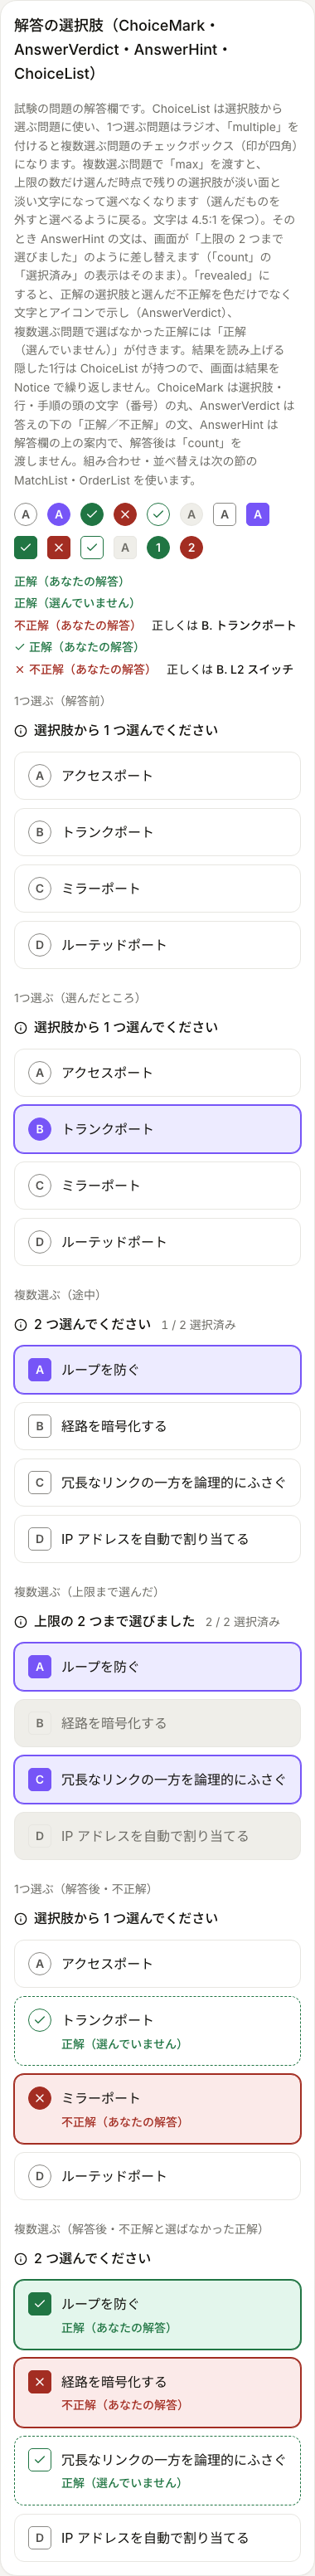 解答の選択肢（ChoiceMark・
AnswerVerdict・AnswerHint・
ChoiceList）
試験の問題の解答欄です。ChoiceList は選択肢から
選ぶ問題に使い、1つ選ぶ問題はラジオ、「multiple」を
付けると複数選ぶ問題のチェックボックス（印が四角）
になります。複数選ぶ問題で「max」を渡すと、
上限の数だけ選んだ時点で残りの選択肢が淡い面と
淡い文字になって選べなくなります（選んだものを
外すと選べるように戻る。文字は 4.5:1 を保つ）。その
とき AnswerHint の文は、画面が「上限の 2 つまで
選びました」のように差し替えます（「count」の
「選択済み」の表示はそのまま）。「revealed」に
すると、正解の選択肢と選んだ不正解を色だけでなく
文字とアイコンで示し（AnswerVerdict）、
複数選ぶ問題で選ばなかった正解には「正解
（選んでいません）」が付きます。結果を読み上げる
隠した1行は ChoiceList が持つので、画面は結果を
Notice で繰り返しません。ChoiceMark は選択肢・
行・手順の頭の文字（番号）の丸、AnswerVerdict は
答えの下の「正解／不正解」の文、AnswerHint は
解答欄の上の案内で、解答後は「count」を
渡しません。組み合わせ・並べ替えは次の節の
MatchList・OrderList を使います。
A A A A A
A 1 2
正解（あなたの解答）
正解（選んでいません）
不正解（あなたの解答） 正しくは B. トランクポート
正解（あなたの解答）
不正解（あなたの解答） 正しくは B. L2 スイッチ
1つ選ぶ（解答前）
選択肢から 1 つ選んでください
A アクセスポート
B トランクポート
C ミラーポート
D ルーテッドポート
1つ選ぶ（選んだところ）
選択肢から 1 つ選んでください
A アクセスポート
B トランクポート
C ミラーポート
D ルーテッドポート
複数選ぶ（途中）
2 つ選んでください 1 / 2 選択済み
A ループを防ぐ
B 経路を暗号化する
C 冗長なリンクの一方を論理的にふさぐ
D IP アドレスを自動で割り当てる
複数選ぶ（上限まで選んだ）
上限の 2 つまで選びました 2 / 2 選択済み
A ループを防ぐ
B 経路を暗号化する
C 冗長なリンクの一方を論理的にふさぐ
D IP アドレスを自動で割り当てる
1つ選ぶ（解答後・不正解）
選択肢から 1 つ選んでください
A アクセスポート
トランクポート
正解（選んでいません）
ミラーポート
不正解（あなたの解答）
D ルーテッドポート
複数選ぶ（解答後・不正解と選ばなかった正解）
2 つ選んでください
ループを防ぐ
正解（あなたの解答）
経路を暗号化する
不正解（あなたの解答）
冗長なリンクの一方を論理的にふさぐ
正解（選んでいません）
D IP アドレスを自動で割り当てる